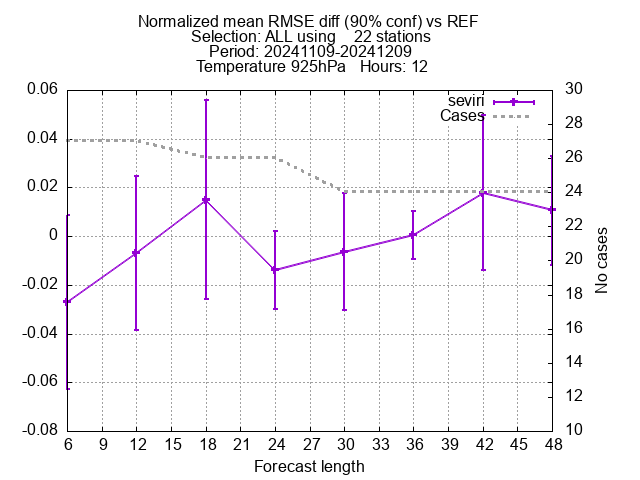 Normalized mean RMSE diff (90% conf) vs REF
Selection: ALL using    22 stations
Period: 20241109-20241209
Temperature 925hPa   Hours: 12
seviri
Cases
0.06
0.04
0.02
0
-0.02
-0.04
-0.06
-0.08
30
28
26
24
22
20
18
16
14
12
10
No cases
6 9 12 15 18 21 24 27 30 33 36 39 42 45 48
Forecast length